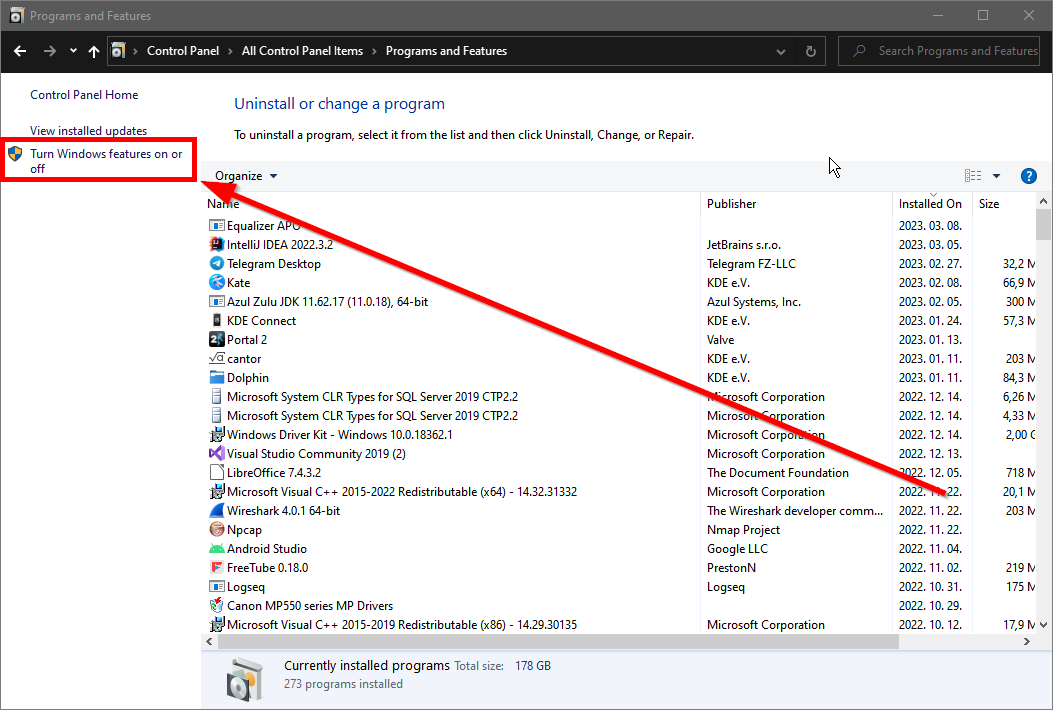 Programs and Features
Control Panel > All Control Panel Items > Programs and Features
Search Programs and Features
Control Panel Home
View installed updates
Turn Windows features on or
off
Uninstall or change a program
To uninstall a program, select it from the list and then click Uninstall, Change, or Repair.
Organize
Name Publisher Installed On Size
Equalizer APO 2023. 03. 08.
IntelliJ IDEA 2022.3.2 JetBrains s.r.o. 2023. 03. 05.
Telegram Desktop Telegram FZ-LLC 2023. 02. 27. 32,2 M
Kate KDE e.V. 2023. 02. 08. 66,9 M
Azul Zulu JDK 11.62.17 (11.0.18), 64-bit Azul Systems, Inc. 2023. 02. 05. 300 M
KDE Connect KDE e.V. 2023. 01. 24. 57,3 M
Portal 2 Valve 2023. 01. 13.
cantor KDE e.V. 2023. 01. 11. 203 M
Dolphin KDE e.V. 2023. 01. 11. 84,3 M
Microsoft System CLR Types for SQL Server 2019 CTP2.2 Microsoft Corporation 2022. 12. 14. 6,26 M
Microsoft System CLR Types for SQL Server 2019 CTP2.2 Microsoft Corporation 2022. 12. 14. 4,33 M
Windows Driver Kit - Windows 10.0.18362.1 Microsoft Corporation 2022. 12. 14. 2,00 G
Visual Studio Community 2019 (2) Microsoft Corporation 2022. 12. 13.
LibreOffice 7.4.3.2 The Document Foundation 2022. 12. 05. 718 M
Microsoft Visual C++ 2015-2022 Redistributable (x64) - 14.32.31332 Microsoft Corporation 2022. 11. 22. 20,1 M
Wireshark 4.0.1 64-bit The Wireshark developer comm... 2022. 11. 22. 203 M
Npcap Nmap Project 2022. 11. 22.
Android Studio Google LLC 2022. 11. 04.
FreeTube 0.18.0 PrestonN 2022. 11. 02. 219 M
Logseq Logseq 2022. 10. 31. 175 M
Canon MP550 series MP Drivers 2022. 10. 29.
Microsoft Visual C++ 2015-2019 Redistributable (x86) - 14.29.30135 Microsoft Corporation 2022. 10. 12. 17,9 M
Currently installed programs Total size: 178 GB
273 programs installed